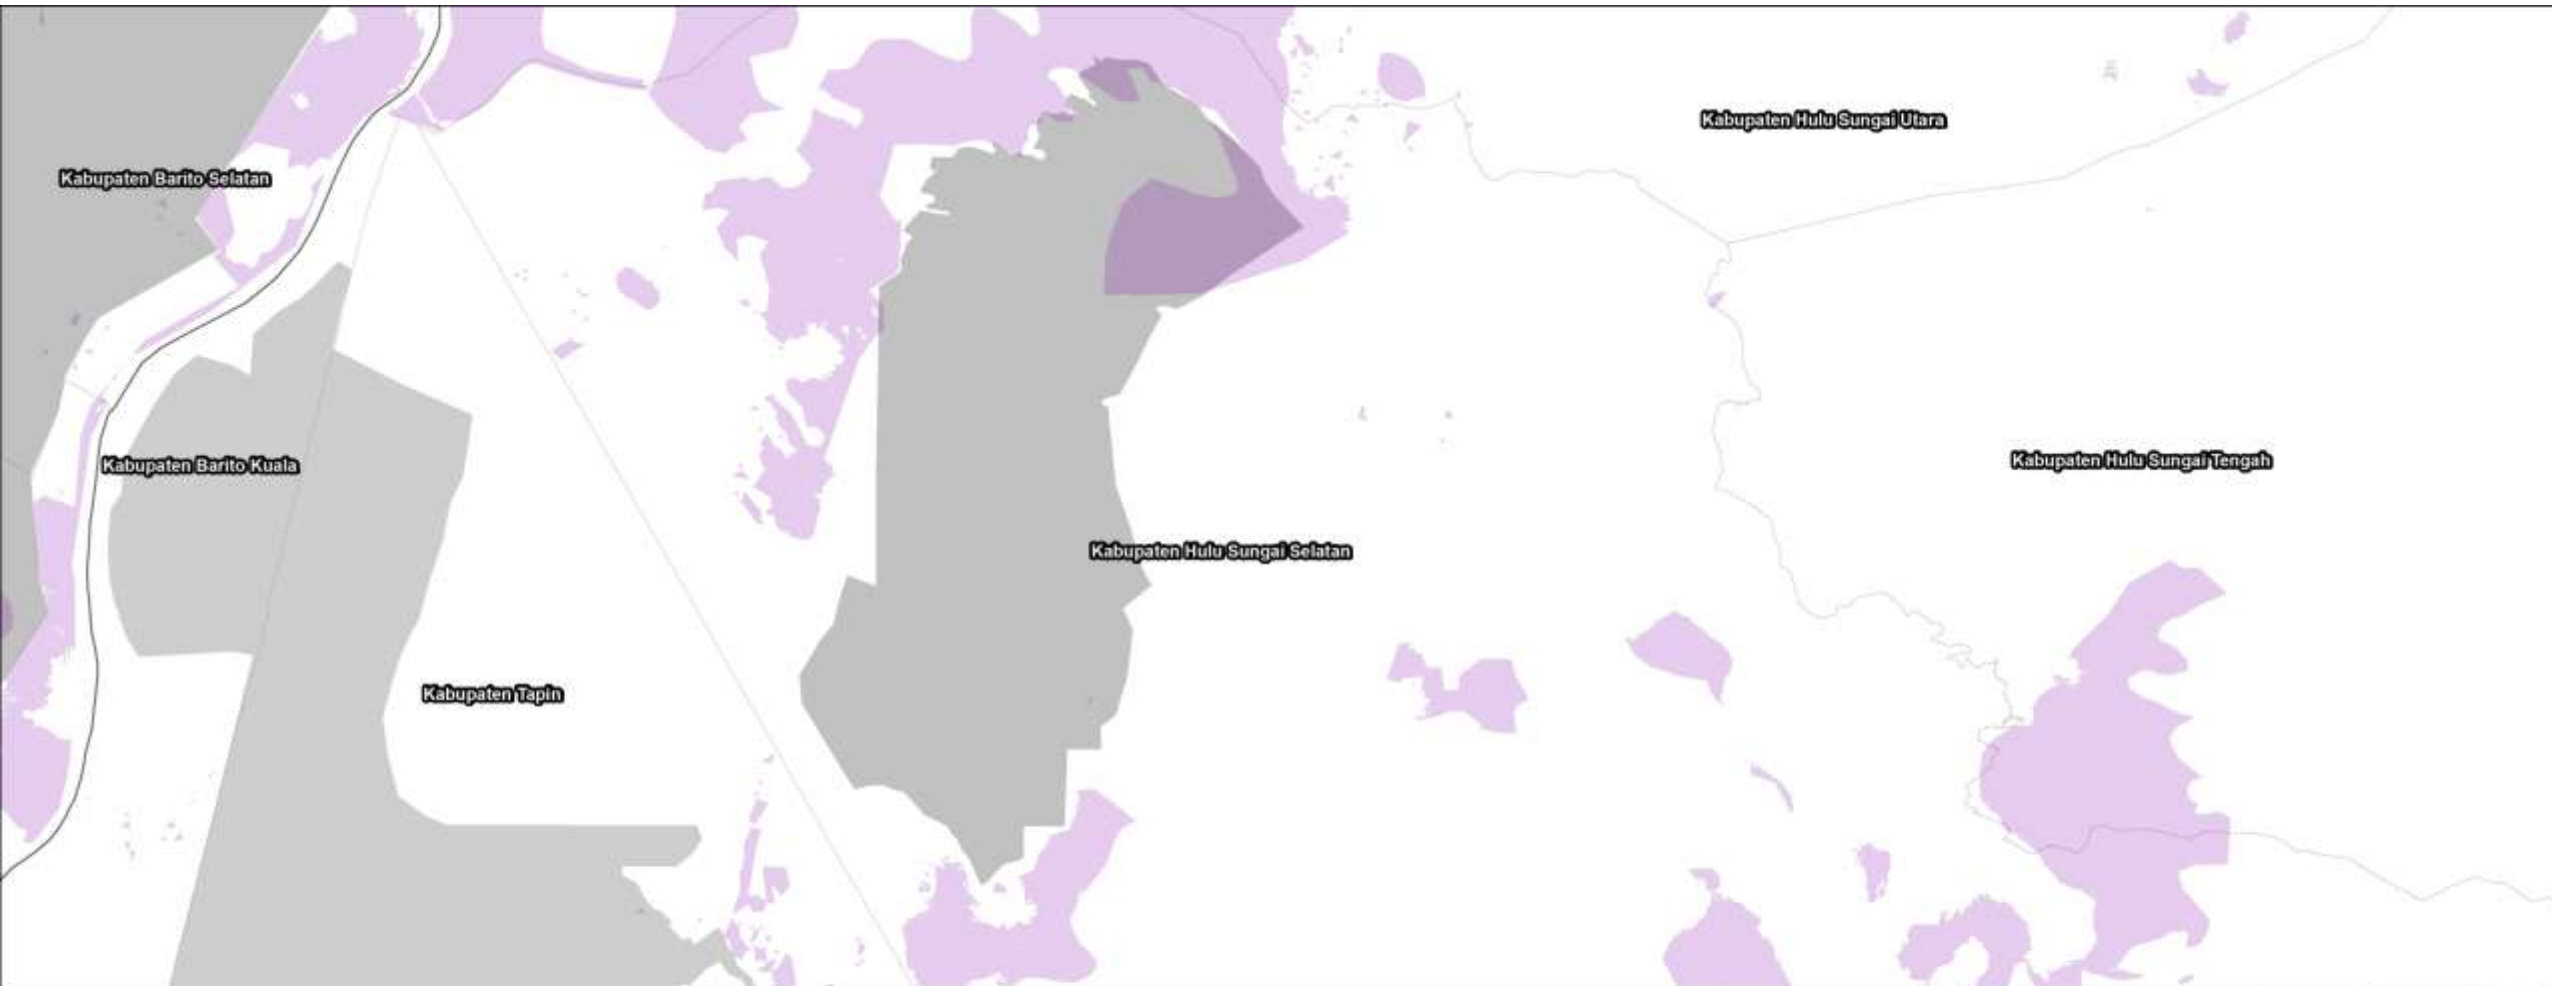 Kabupaten Hulu Sungai Utara
Kabupaten Barito Selatan
Kabupaten Barito Kuala
Kabupaten Hulu Sungai Tengah
Kabupaten Hulu Sungai Selatan
Kabupaten Tapin